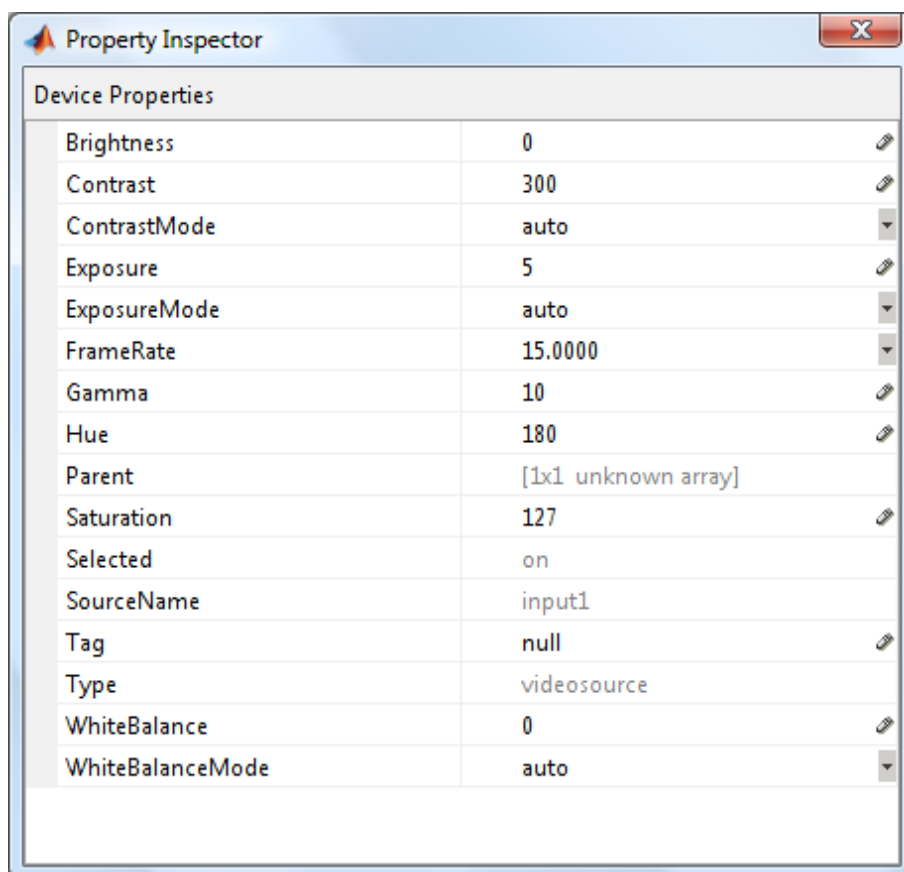 Property Inspector
Device Properties
Brightness 0
Contrast 300
ContrastMode auto
Exposure 5
ExposureMode auto
FrameRate 15.0000
Gamma 10
Hue 180
Parent [1x1 unknown array]
Saturation 127
Selected on
SourceName input1
Tag null
Type videosource
WhiteBalance 0
WhiteBalanceMode auto